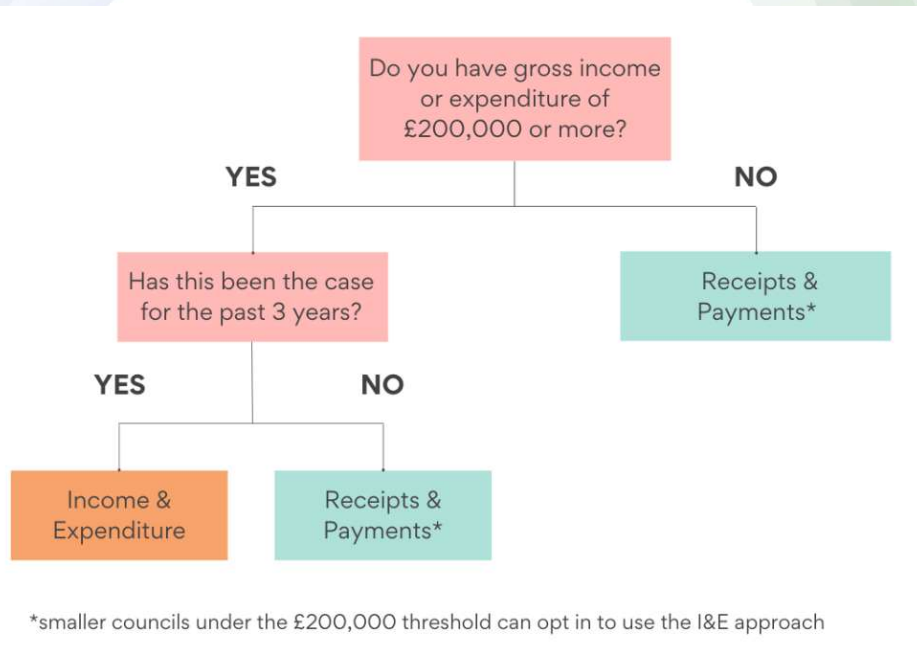 Do you have gross income
or expenditure of
£200,000 or more?
YES
NO
Has this been the case
for the past 3 years?
Receipts &
Payments*
YES
NO
Income &
Expenditure
Receipts &
Payments*
*smaller councils under the £200,000 threshold can opt in to use the I&E approach